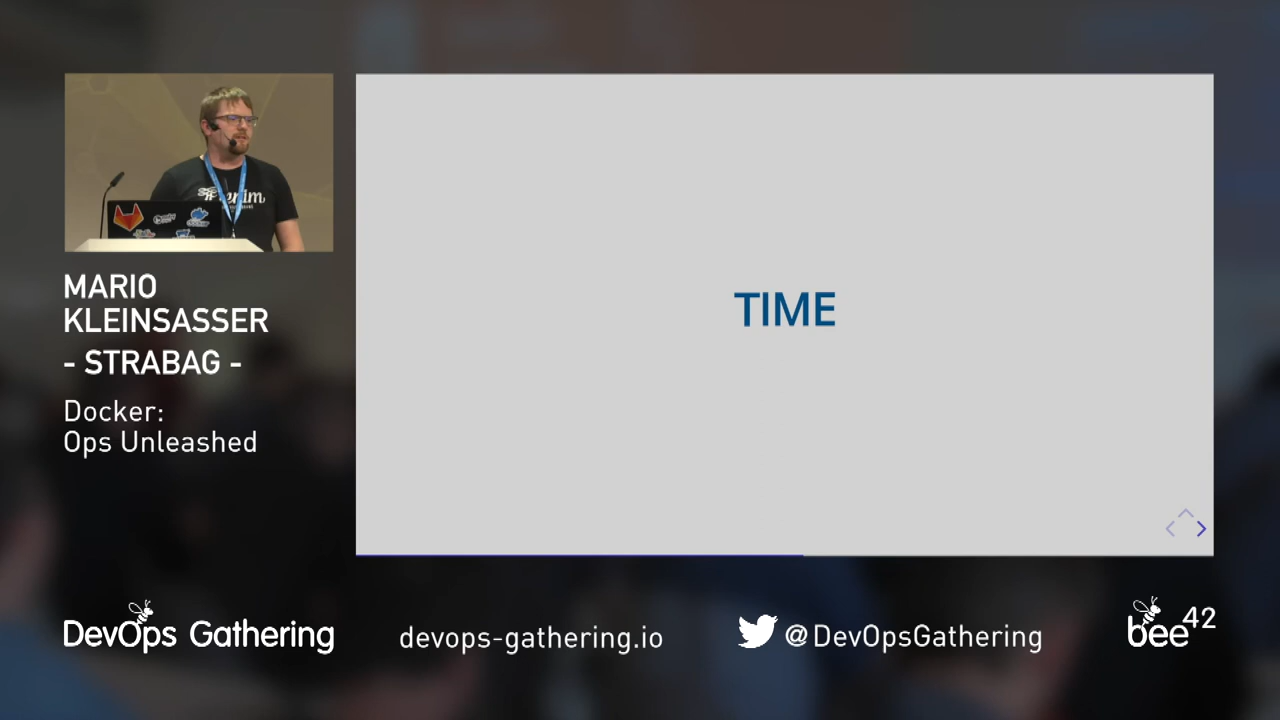 MARIO
KLEINSASSER
- STRABAG -
Docker:
Ops Unleashed
TIME
DevOps Gathering
devops-gathering.io
@DevOpsGathering
bee42